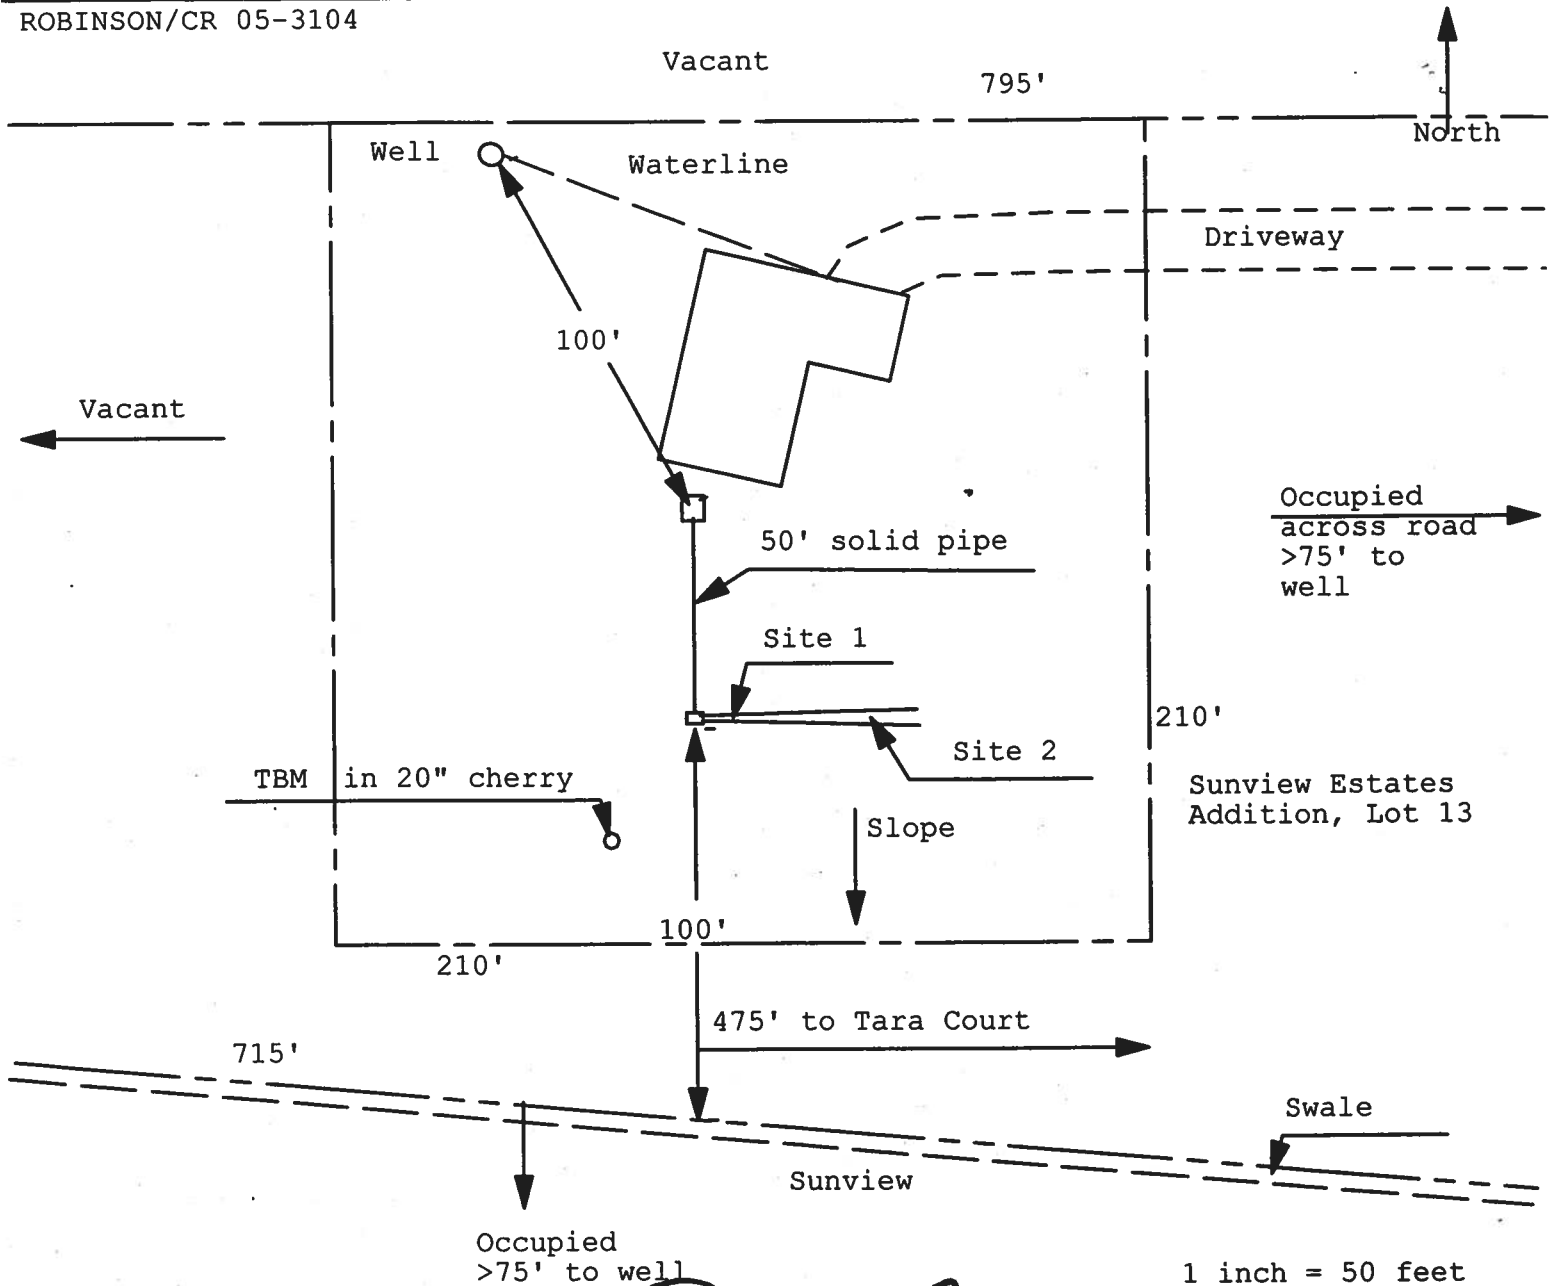 ROBINSON/CR 05-3104
Vacant
795'
North
Well
Waterline
Driveway
100'
Vacant
Occupied
across road
>75' to
well
50' solid pipe
Site 1
210'
Site 2
TBM in 20" cherry
Sunview Estates
Addition, Lot 13
Slope
100'
210'
475' to Tara Court
715'
Swale
Sunview
Occupied
>75' to well
1 inch = 50 feet